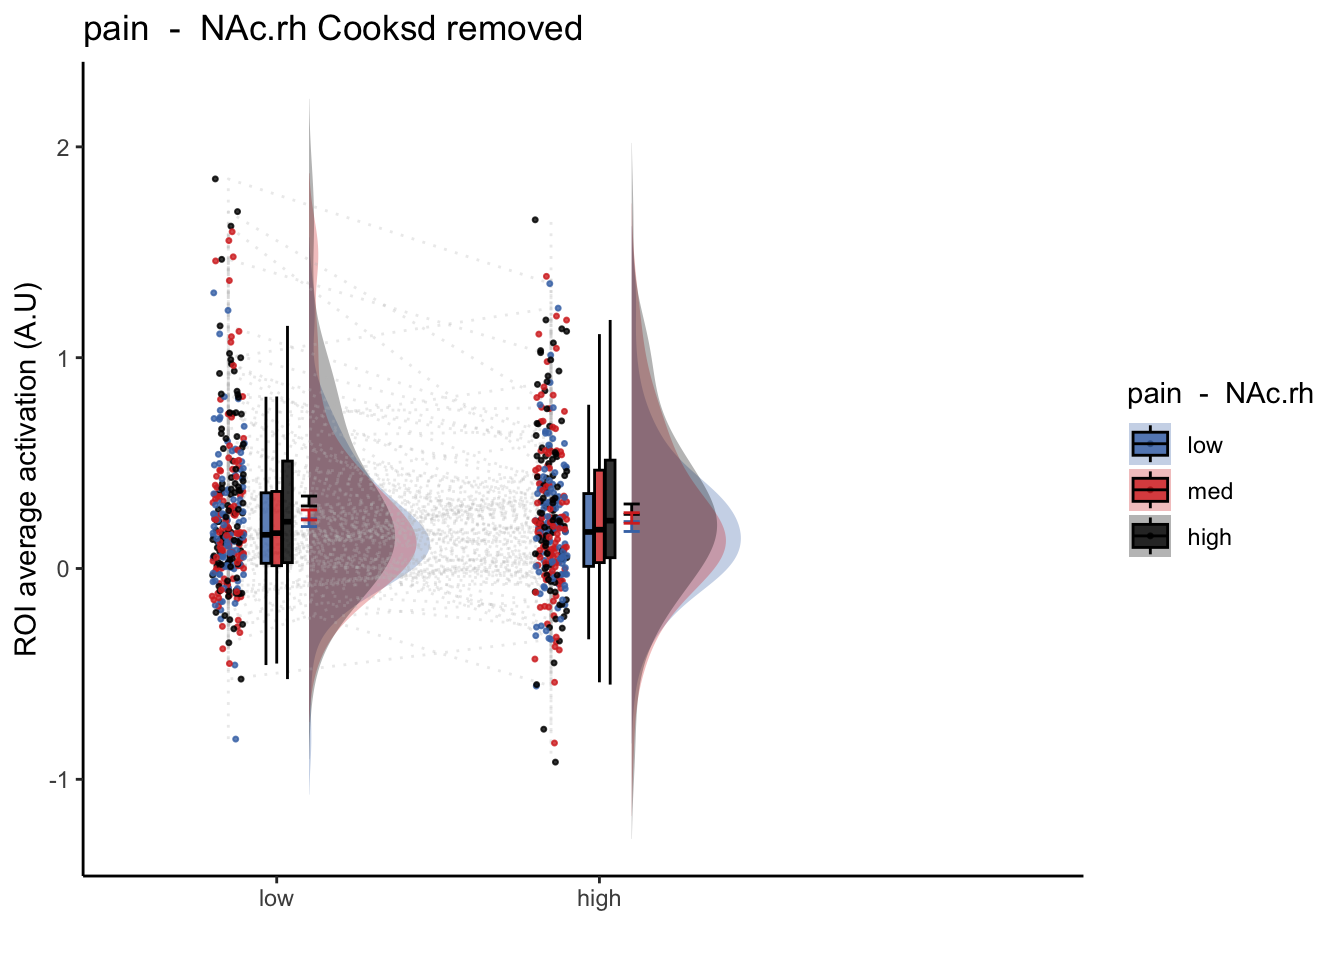 pain - NAc.rh Cooksd removed
ROI average activation (A.U)
2
1
0
-1
low
high
pain - NAc.rh
low
med
high